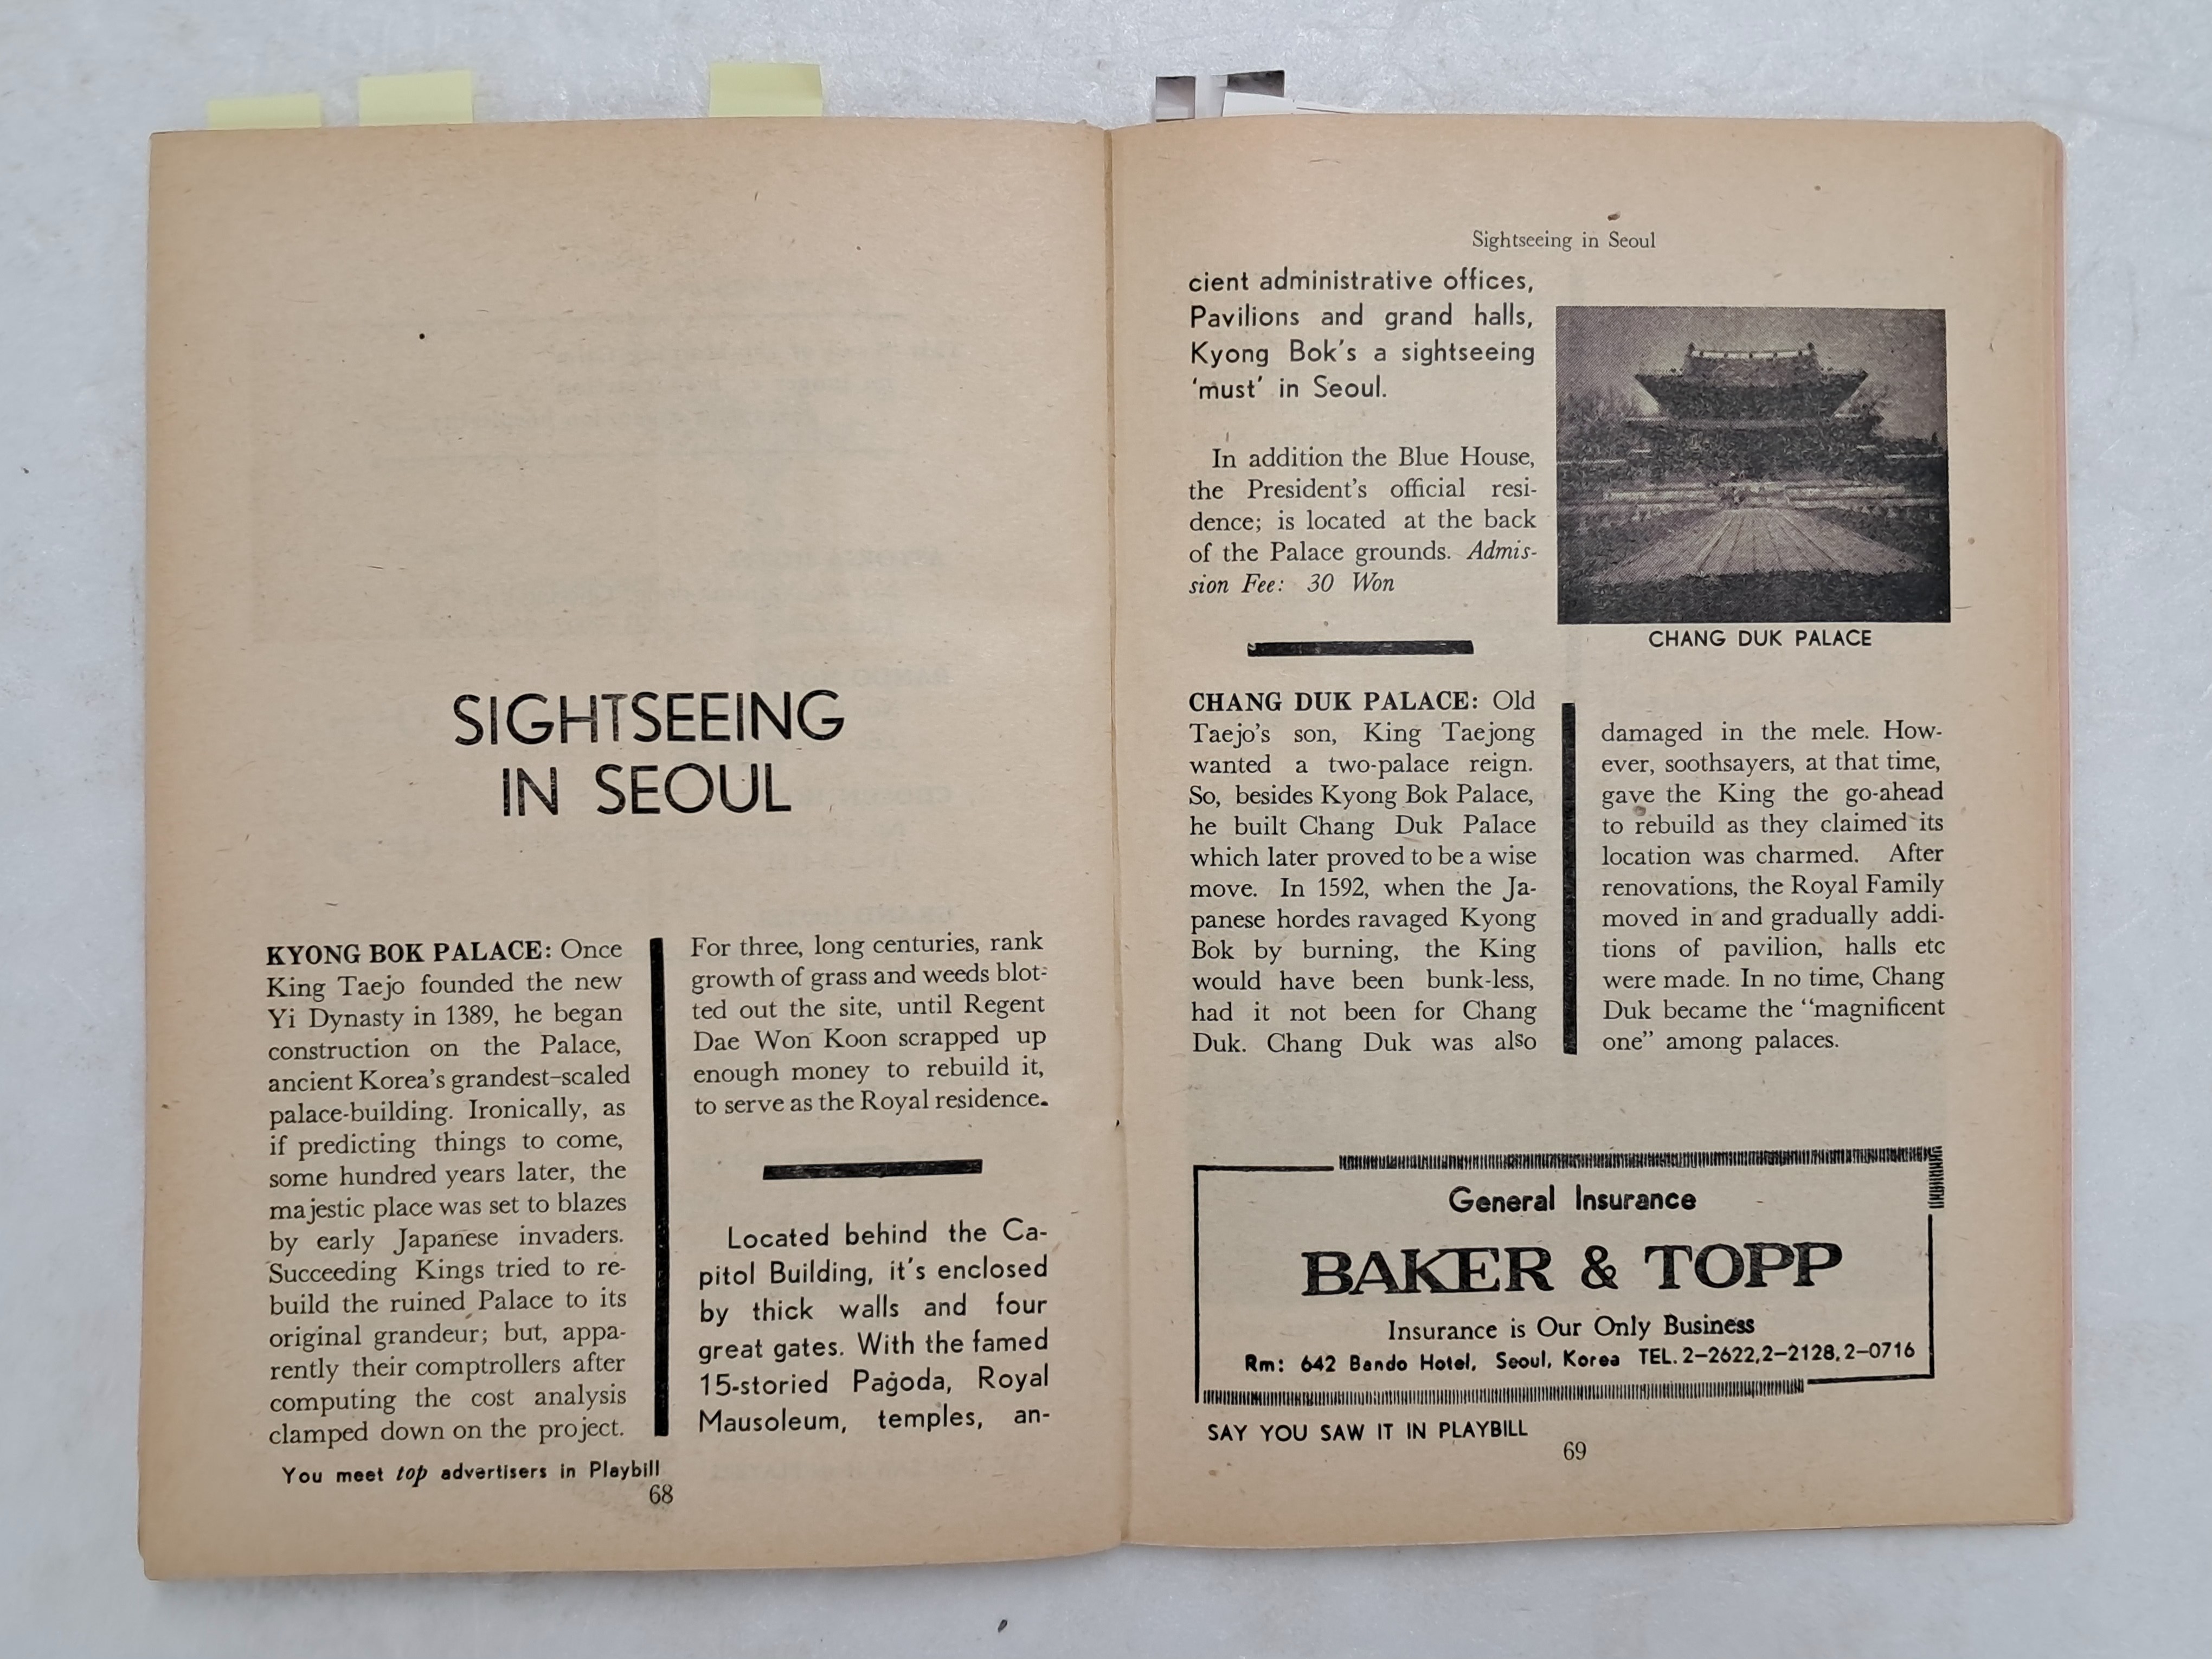 SIGHTSEEING
IN SEOUL
KYONG BOK PALACE: Once
King Taejo founded the new
Yi Dynasty in 1389, he began
construction on the Palace,
ancient Korea's grandest-scaled
palace-building. Ironically, as
if predicting things to come,
some hundred years later, the
majestic place was set to blazes
by early Japanese invaders.
Succeeding Kings tried to re-
build the ruined Palace to its
original grandeur; but, appa-
rently their comptrollers after
computing the cost analysis
clamped down on the project.
For three, long centuries, rank
growth of grass and weeds blot-
ted out the site, until Regent
Dae Won Koon scrapped up
enough money to rebuild it,
to serve as the Royal residence.
Located behind the Ca-
pitol Building, it's enclosed
by thick walls and four
great gates. With the famed
15-storied Pagoda, Royal
Mausoleum, temples, an-
You meet top advertisers in Playbill
68
Sightseeing in Seoul
cient administrative offices,
Pavilions and grand halls,
Kyong Bok's a sightseeing
'must' in Seoul.
In addition the Blue House,
the President's official resi-
dence; is located at the back
of the Palace grounds. Admis-
sion Fee: 30 Won
CHANG DUK PALACE
CHANG DUK PALACE: Old
Taejo's son, King Taejong
wanted a two-palace reign.
So, besides Kyong Bok Palace,
he built Chang Duk Palace
which later proved to be a wise
move. In 1592, when the Ja-
panese hordes ravaged Kyong
Bok by burning, the King
would have been bunk-less,
had it not been for Chang
Duk. Chang Duk was also
damaged in the mele. How-
ever, soothsayers, at that time,
gave the King the go-ahead
to rebuild as they claimed its
location was charmed. After
renovations, the Royal Family
moved in and gradually addi-
tions of pavilion, halls etc
were made. In no time, Chang
Duk became the "magnificent
one" among palaces.
General Insurance
BAKER & TOPP
Insurance is Our Only Business
Rm: 642 Bando Hotel, Seoul, Korea TEL. 2-2622,2-2128,2-0716
SAY YOU SAW IT IN PLAYBILL
69